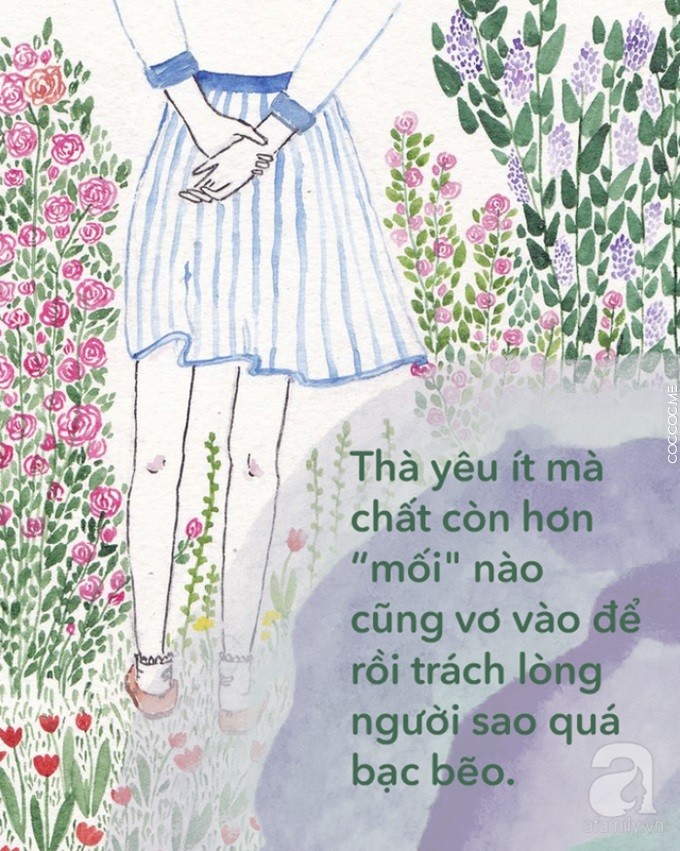 Thà yêu ít mà
chất còn hơn
“mối" nào
cũng vơ vào để
rồi trách lòng
người sao quá
bạc bẽo.
COCCOC.ME
a
afamily.vn